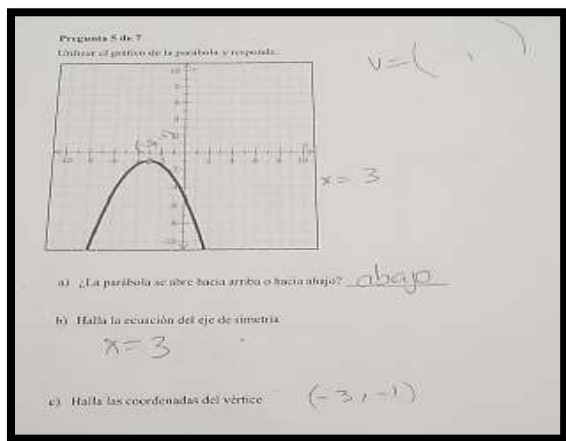 Pregunta 5 de 7
Utilizar el gráfico de la parábola y responde.
v=( , )
x= 3
a) ¿La parábola se abre hacia arriba o hacia abajo? abajo
b) Halla la ecuación del eje de simetría
x=3
c) Halla las coordenadas del vértice (-3,-1)